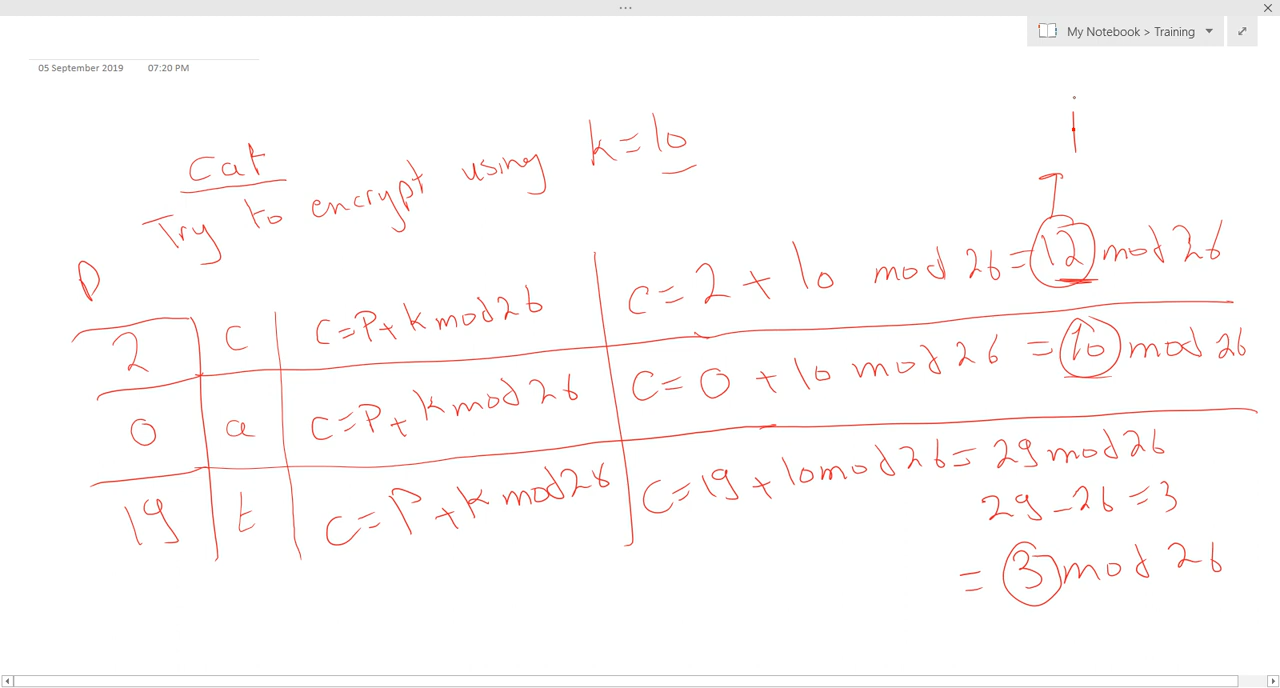 My Notebook > Training
05 September 2019 07:20 PM
Cat
Try to encrypt using k=10
P
2 c C=P+k mod 26 C=2+10 mod 26=12 mod 26
0 a C=P+k mod 26 C=0+10 mod 26=10 mod 26
19 t C=P+k mod 26 C=19+10 mod 26=29 mod 26
29-26=3
=3 mod 26